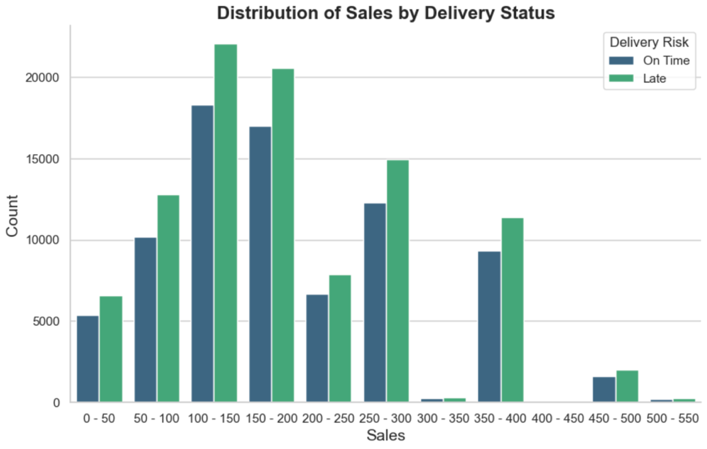 Distribution of Sales by Delivery Status
Delivery Risk
On Time
Late
20000
15000
10000
5000
0
Count
0 - 50 50 - 100 100 - 150 150 - 200 200 - 250 250 - 300 300 - 350 350 - 400 400 - 450 450 - 500 500 - 550
Sales